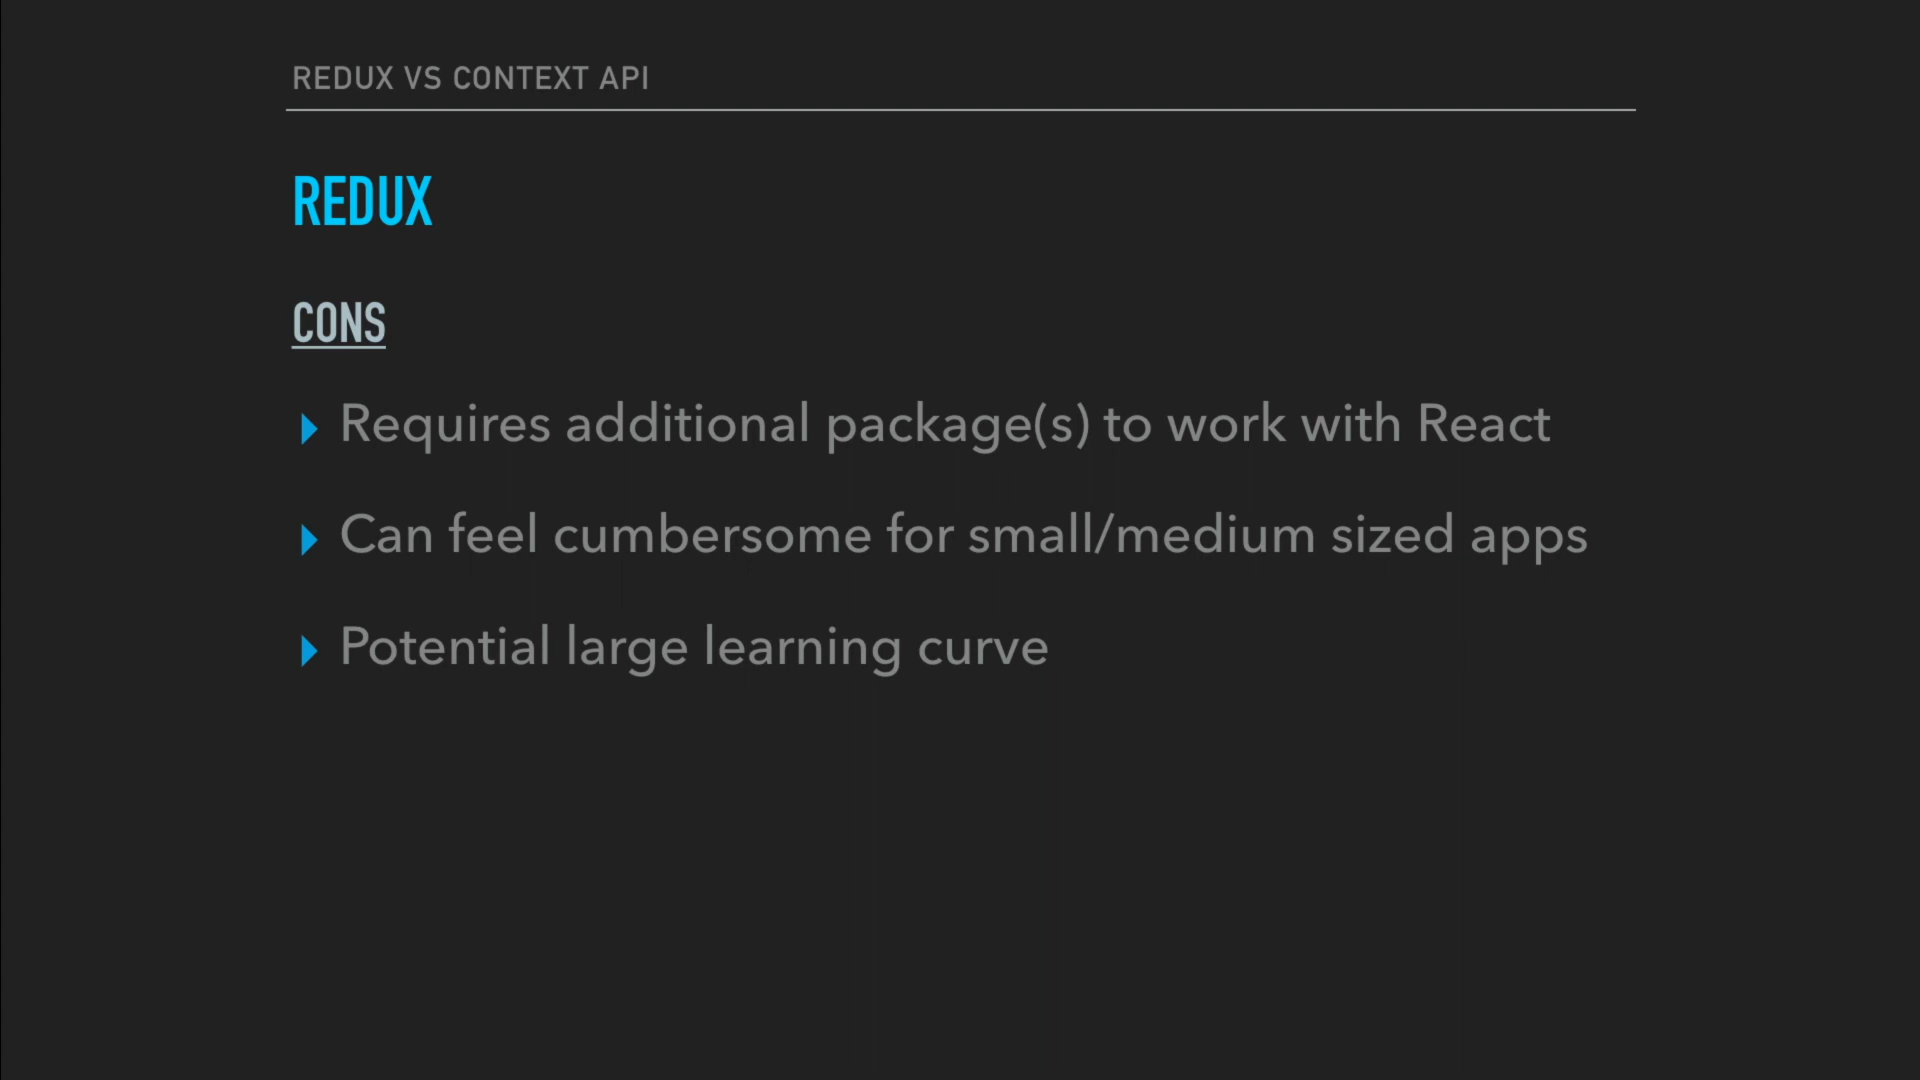 REDUX VS CONTEXT API
REDUX
CONS
Requires additional package(s) to work with React
Can feel cumbersome for small/medium sized apps
Potential large learning curve